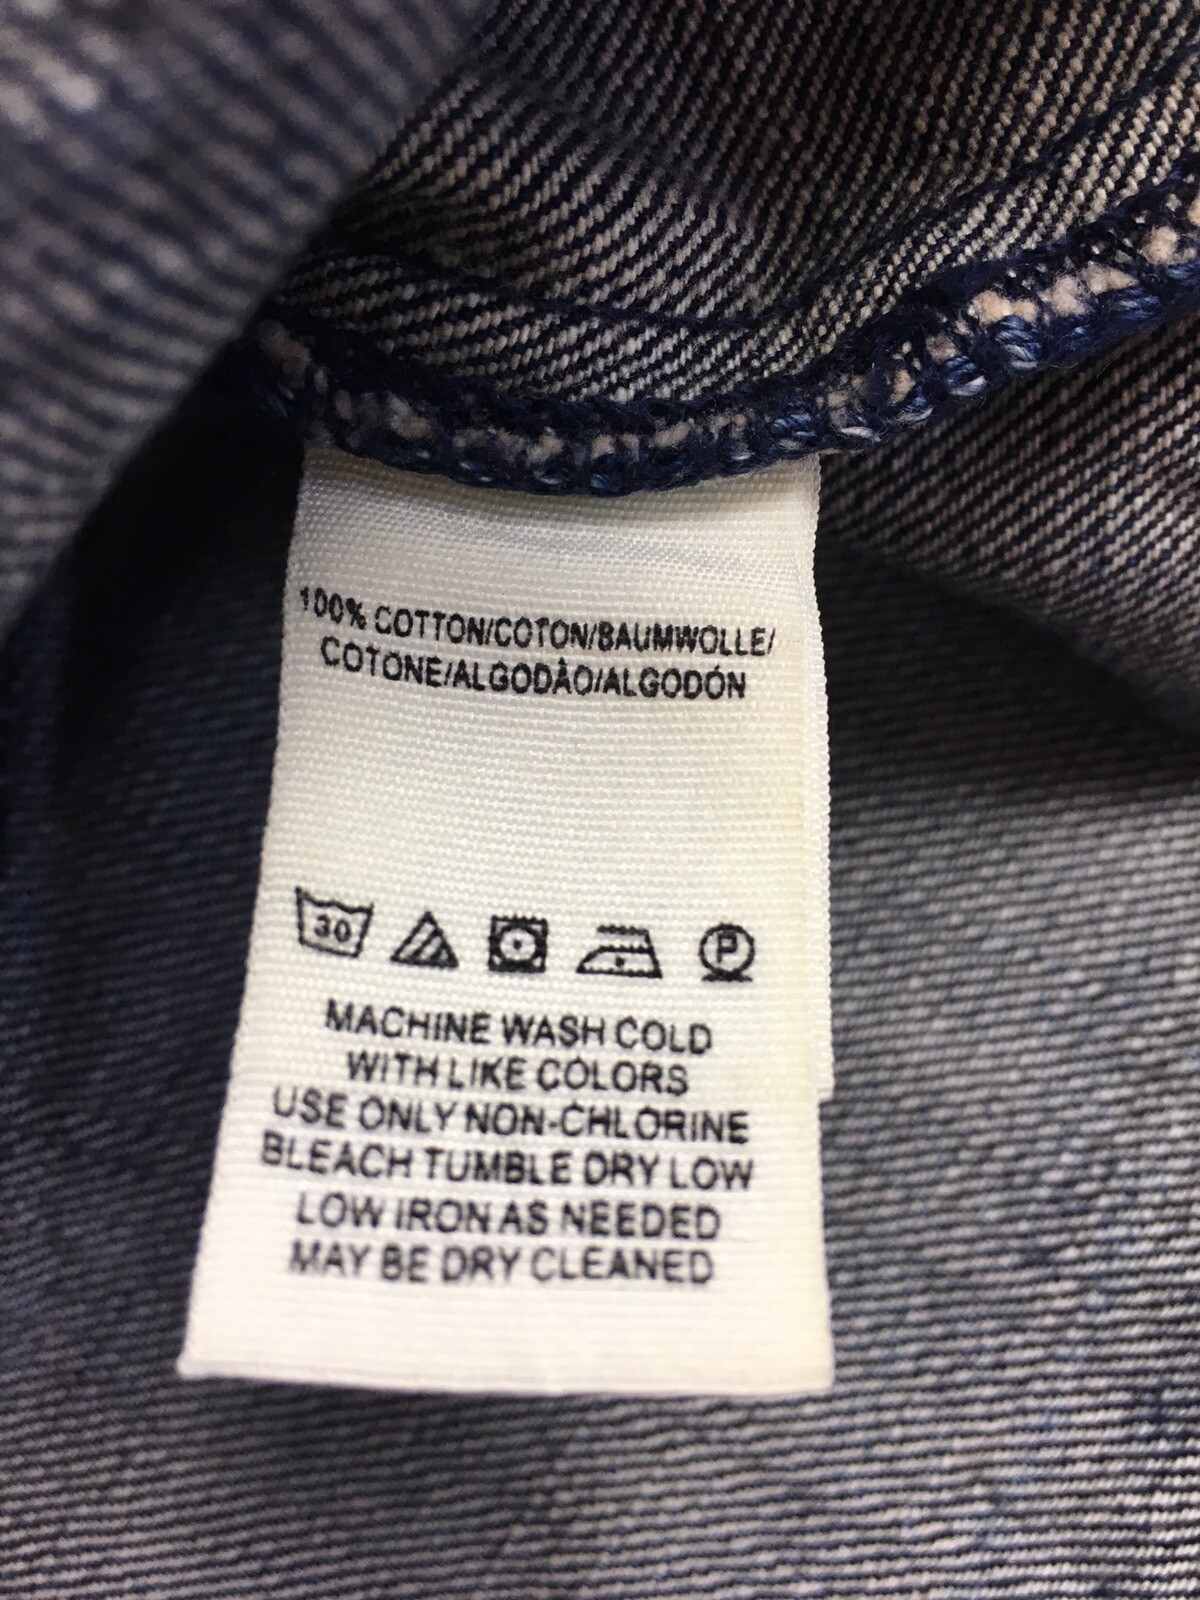 100% COTTON/COTON/BAUMWOLLE/
COTONE/ALGODÃO/ALGODÓN
30 P
MACHINE WASH COLD
WITH LIKE COLORS
USE ONLY NON-CHLORINE
BLEACH TUMBLE DRY LOW
LOW IRON AS NEEDED
MAY BE DRY CLEANED